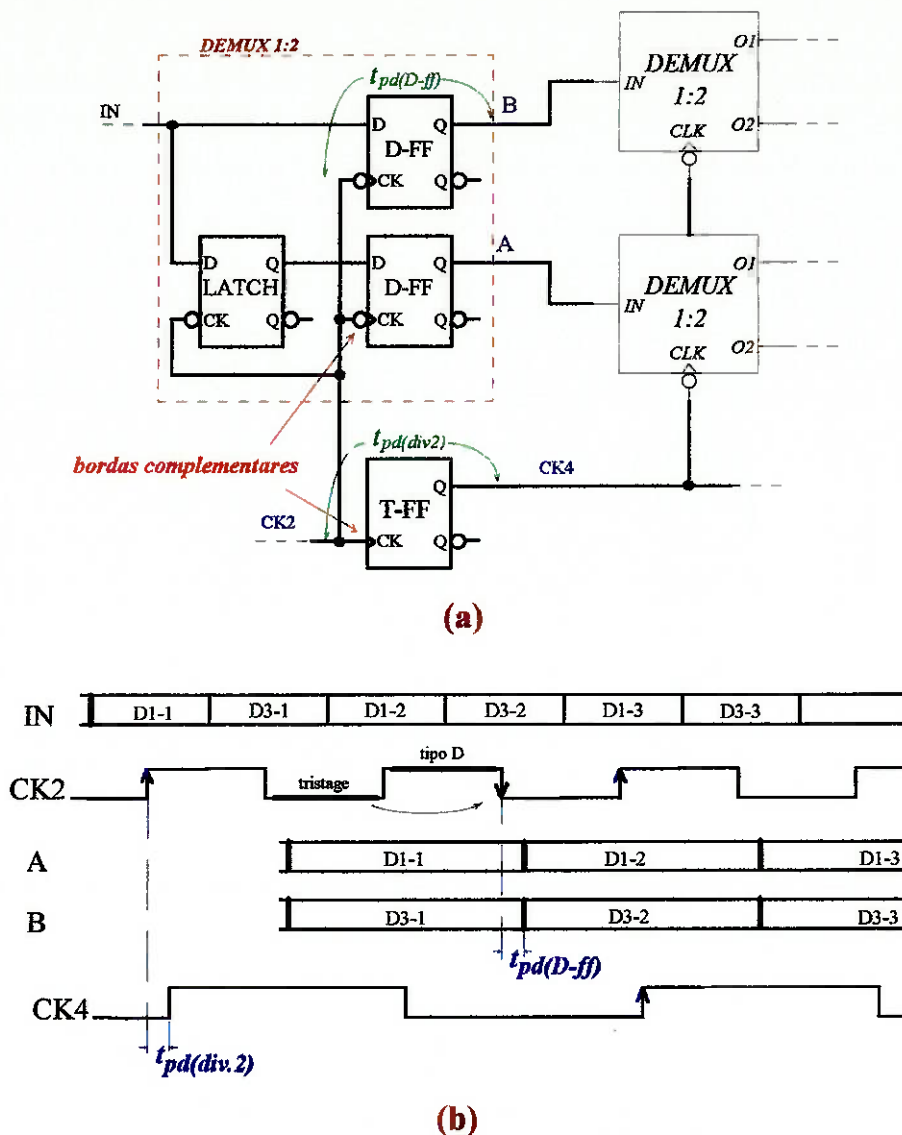 DEMUX 1:2
tpd(D-ff)
IN
D
Q
D-FF
CK
Q
B
IN
DEMUX
1:2
CLK
O1
O2
D
Q
LATCH
CK
Q
D
Q
D-FF
CK
Q
A
IN
DEMUX
1:2
CLK
O1
O2
bordas complementares
tpd(div2)
CK2
Q
T-FF
CK
Q
CK4
(a)
IN
D1-1
D3-1
D1-2
D3-2
D1-3
D3-3
CK2
tristage
tipo D
A
D1-1
D1-2
D1-3
B
D3-1
D3-2
D3-3
tpd(D-ff)
CK4
tpd(div.2)
(b)